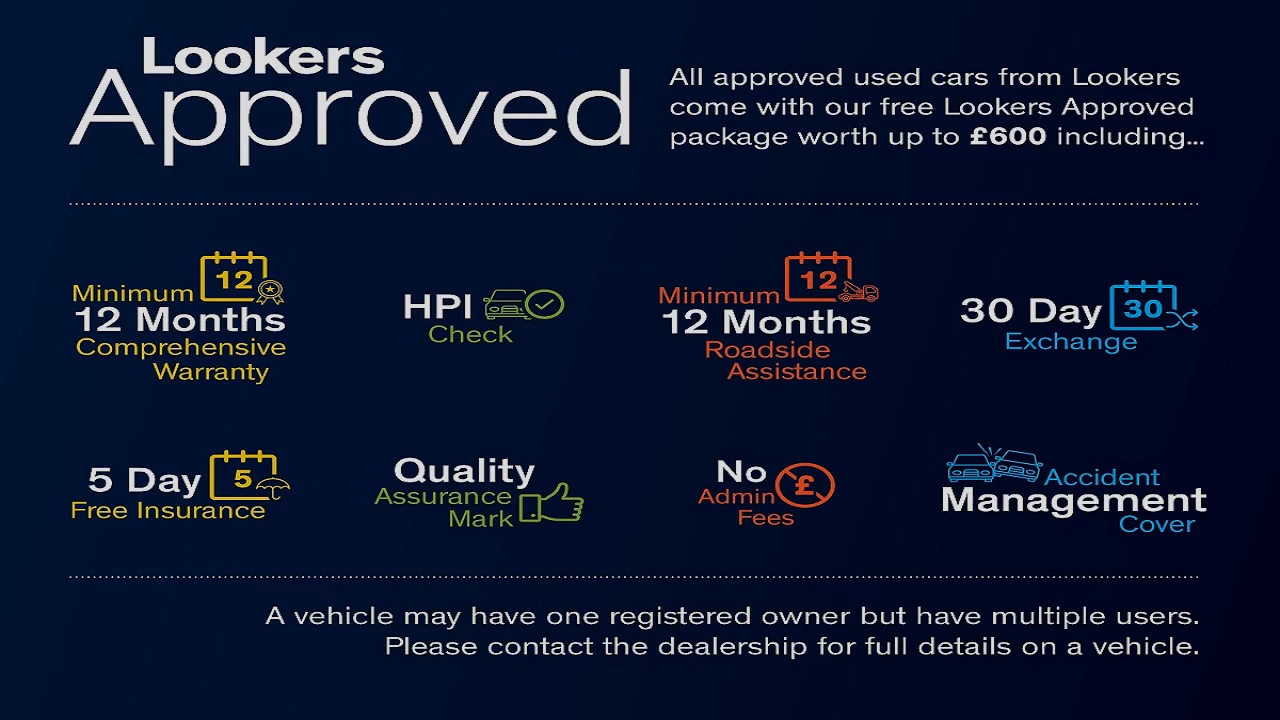 Lookers
Approved
All approved used cars from Lookers
come with our free Lookers Approved
package worth up to £600 including...
12
Minimum
12 Months
Comprehensive
Warranty
HPI
Check
12
Minimum
12 Months
Roadside
Assistance
30 Day 30
Exchange
5 Day 5
Free Insurance
Quality
Assurance
Mark
No £
Admin
Fees
Accident
Management
Cover
A vehicle may have one registered owner but have multiple users.
Please contact the dealership for full details on a vehicle.